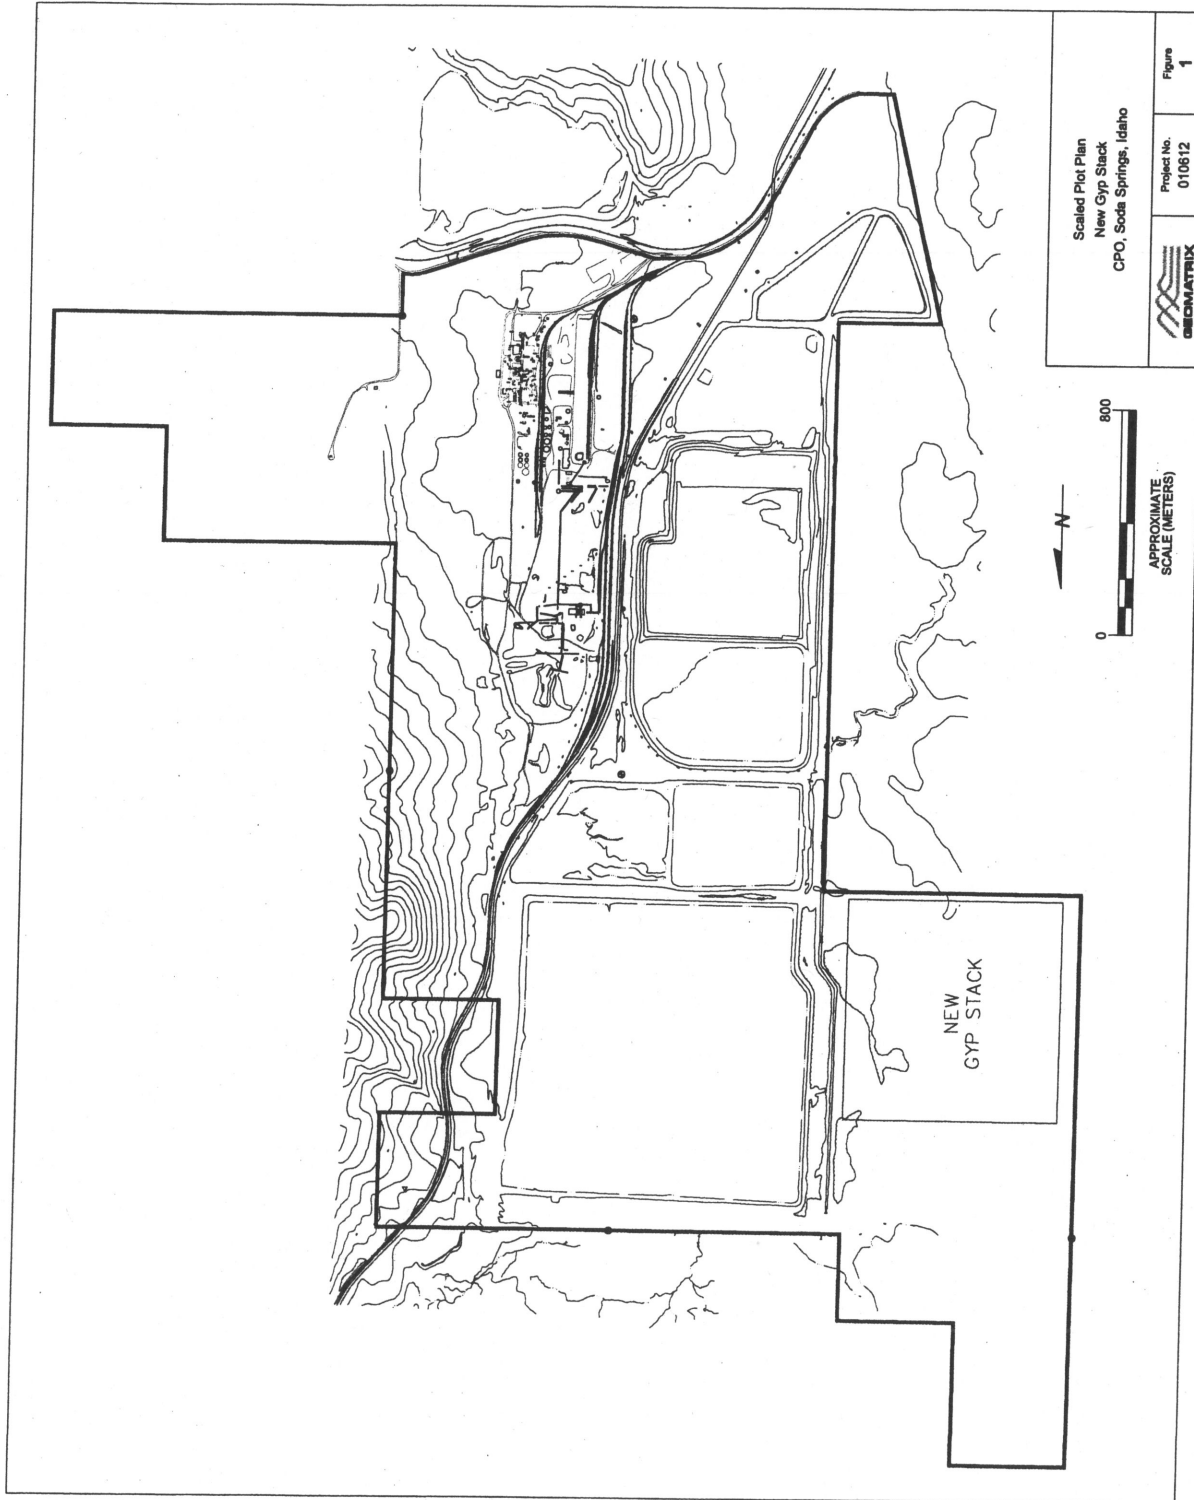 NEW
GYP STACK
N
0
800
APPROXIMATE
SCALE (METERS)
Scaled Plot Plan
New Gyp Stack
CPO, Soda Springs, Idaho
GEOMATRIX
Project No.
010612
Figure
1